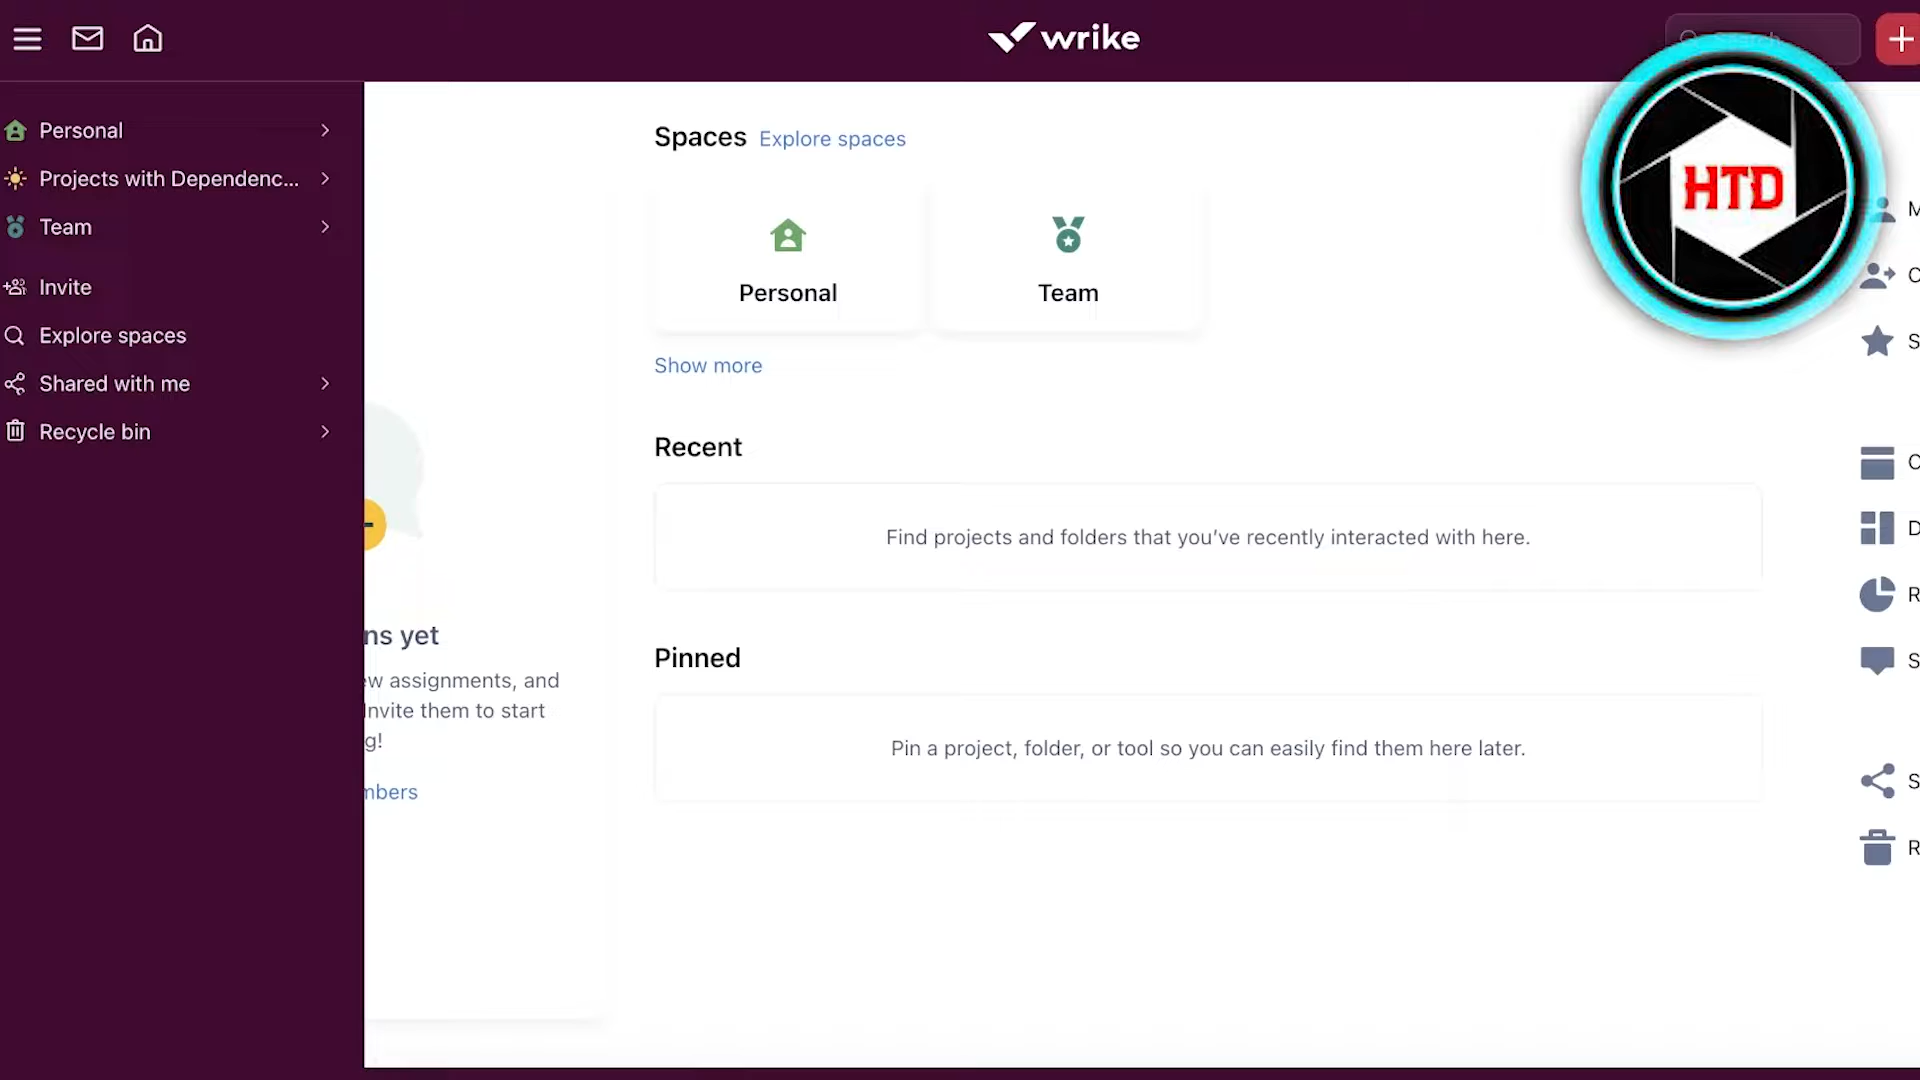 wrike
Personal
Projects with Dependenc...
Team
Invite
Explore spaces
Shared with me
Recycle bin
ns yet
ew assignments, and
Invite them to start
g!
mbers
Spaces Explore spaces
Personal
Team
Show more
Recent
Find projects and folders that you’ve recently interacted with here.
Pinned
Pin a project, folder, or tool so you can easily find them here later.
HTD
M
C
S
C
D
R
S
S
R